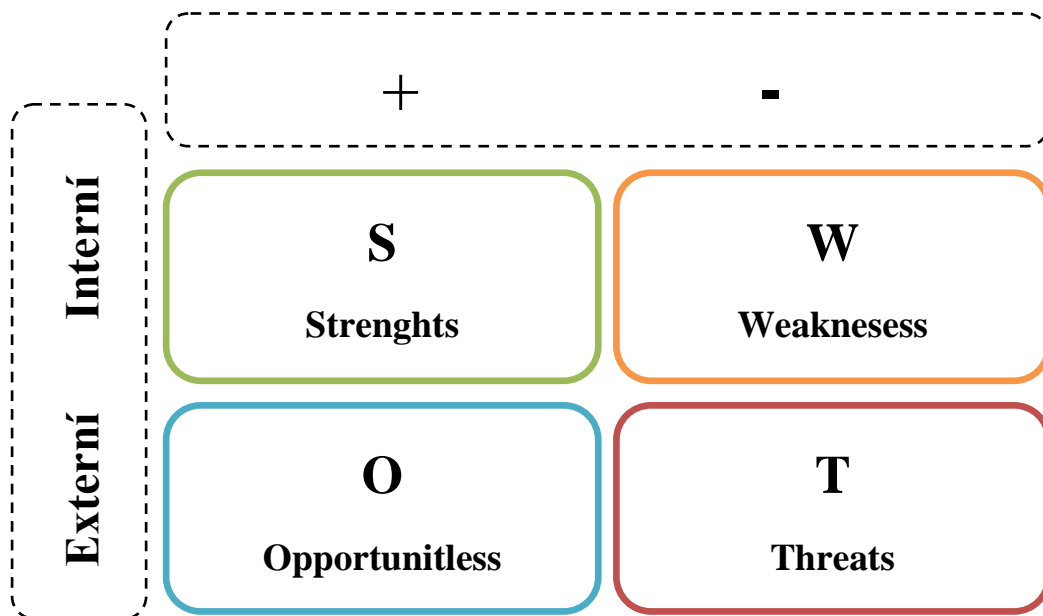 + -
Interní
S
Strenghts
W
Weaknesess
Externí
O
Opportunitless
T
Threats